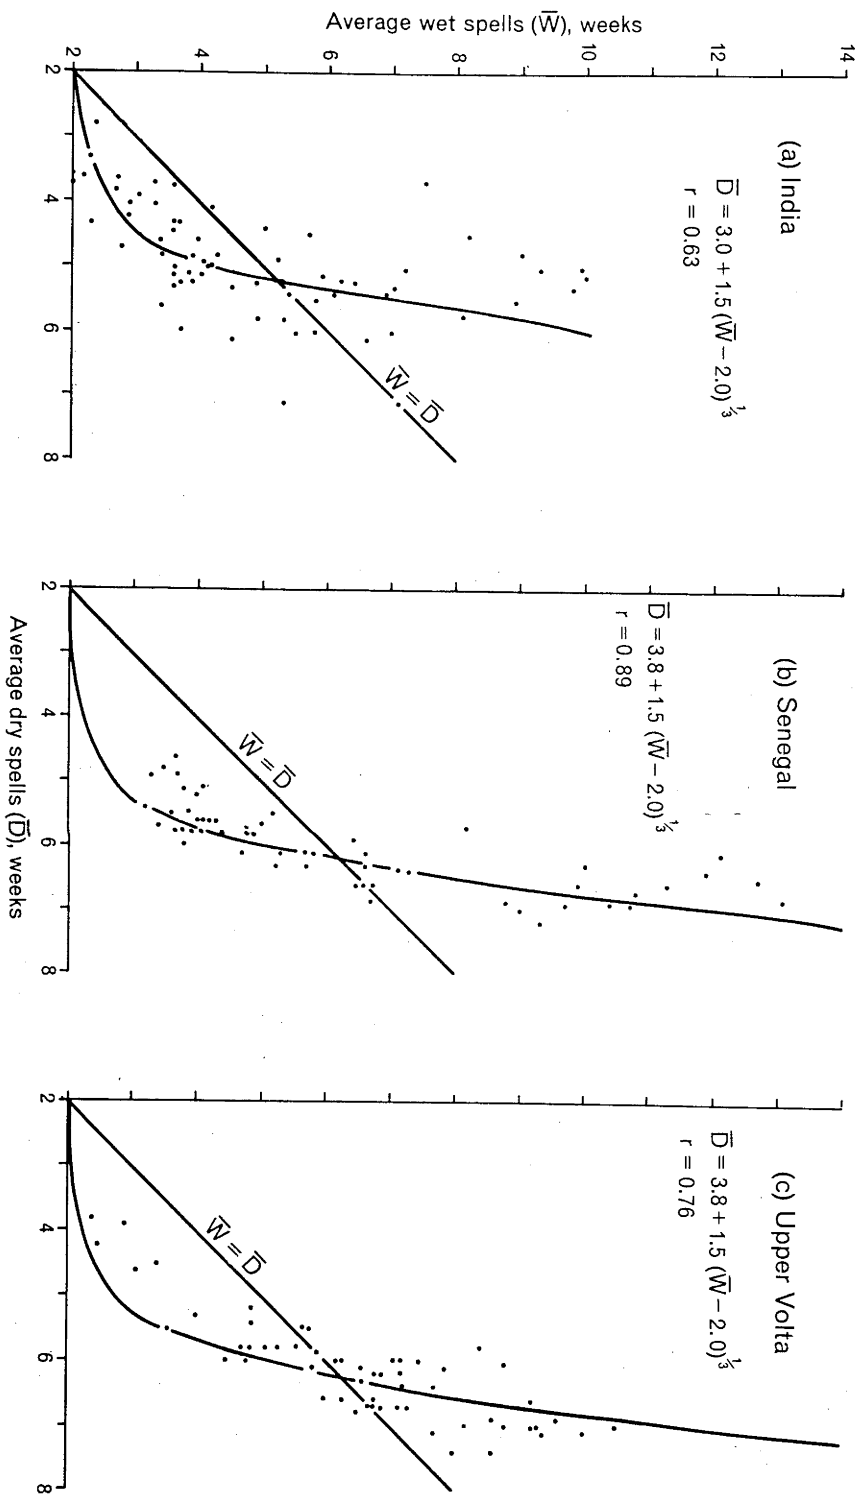 Average wet spells (W̅), weeks
14
12
10
8
6
4
2
2
4
6
8
(a) India
D̅ = 3.0 + 1.5 (W̅ − 2.0)^⅓
r = 0.63
W̅ = D̅
2
4
6
8
(b) Senegal
D̅ = 3.8 + 1.5 (W̅ − 2.0)^⅓
r = 0.89
W̅ = D̅
2
4
6
8
(c) Upper Volta
D̅ = 3.8 + 1.5 (W̅ − 2.0)^⅓
r = 0.76
W̅ = D̅
Average dry spells (D̅), weeks